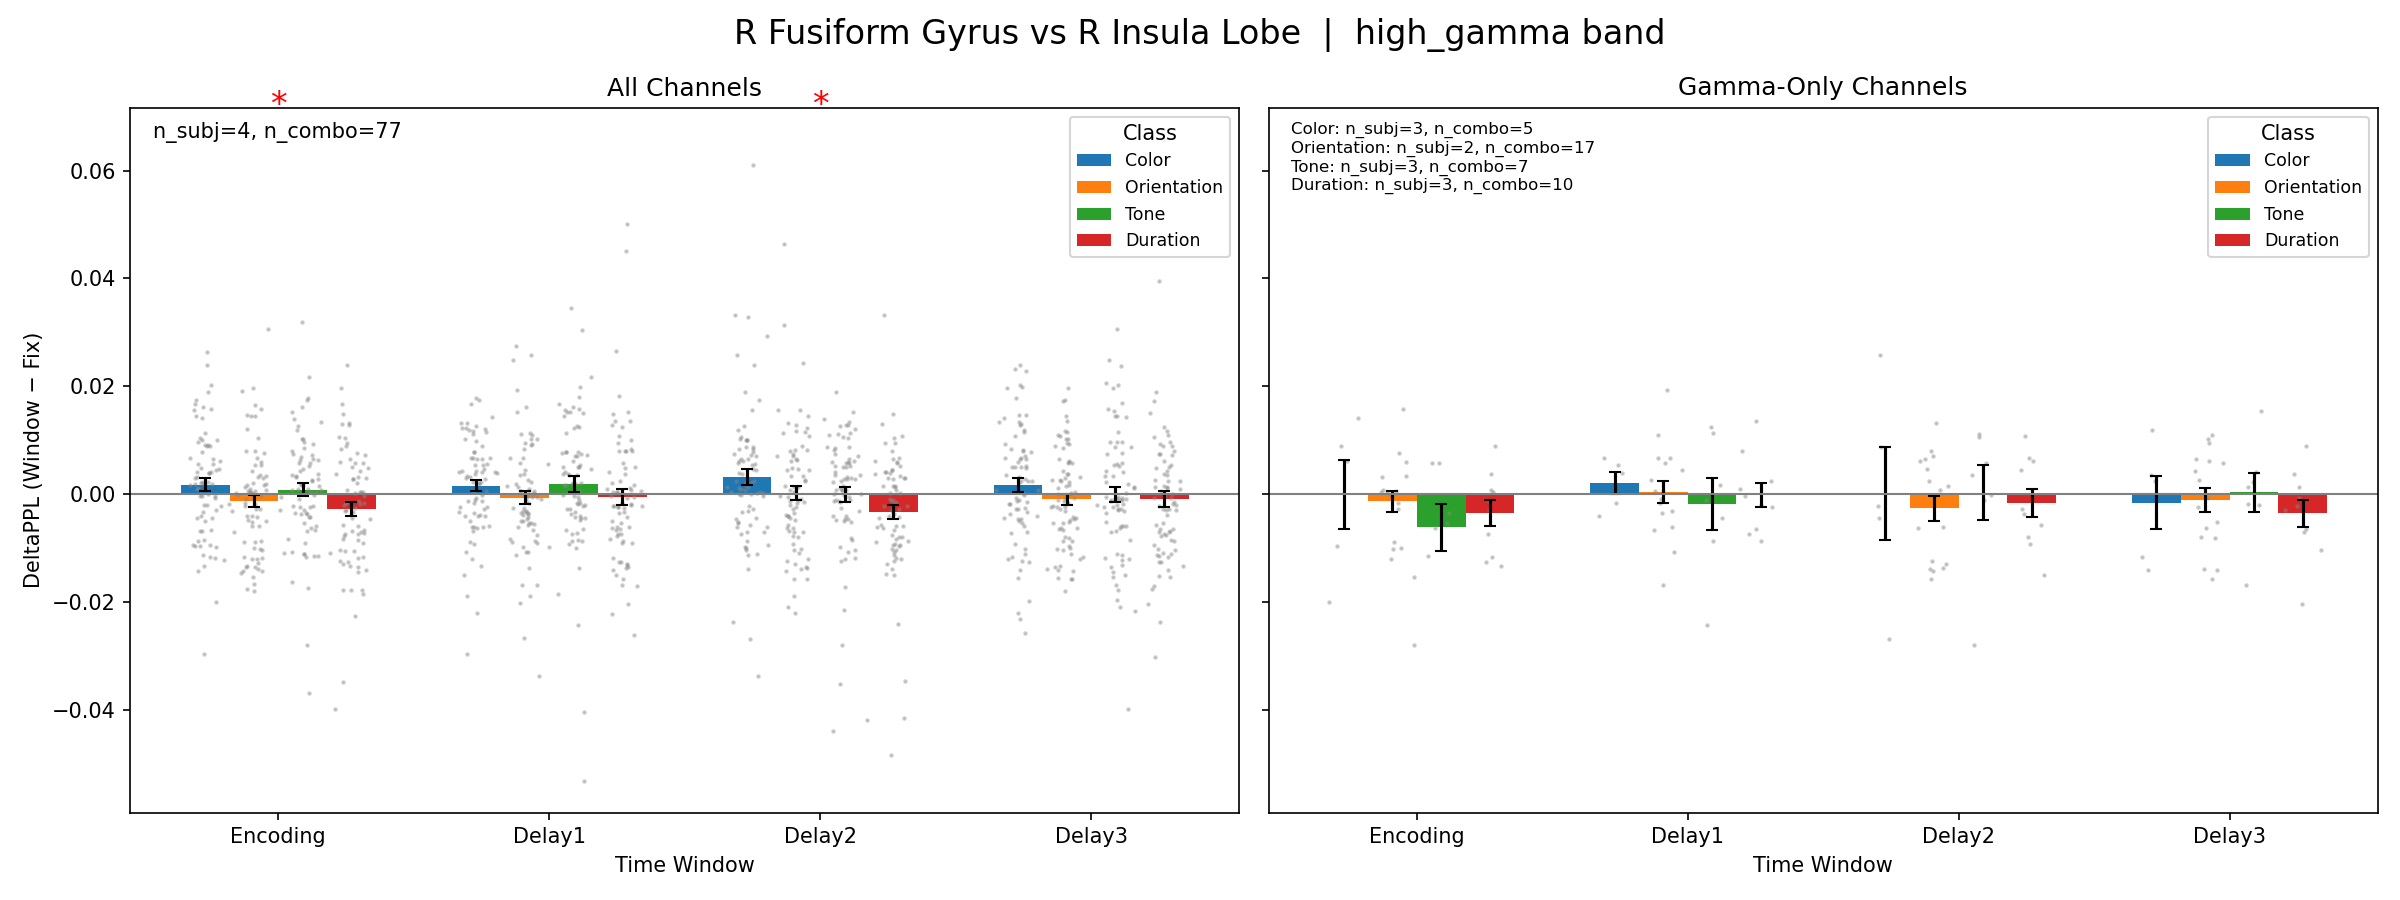 R Fusiform Gyrus vs R Insula Lobe | high_gamma band
All Channels
* *
n_subj=4, n_combo=77
Class
Color
Orientation
Tone
Duration
0.06
0.04
0.02
0.00
−0.02
−0.04
DeltaPPL (Window − Fix)
Encoding Delay1 Delay2 Delay3
Time Window
Gamma-Only Channels
Color: n_subj=3, n_combo=5
Orientation: n_subj=2, n_combo=17
Tone: n_subj=3, n_combo=7
Duration: n_subj=3, n_combo=10
Class
Color
Orientation
Tone
Duration
Encoding Delay1 Delay2 Delay3
Time Window